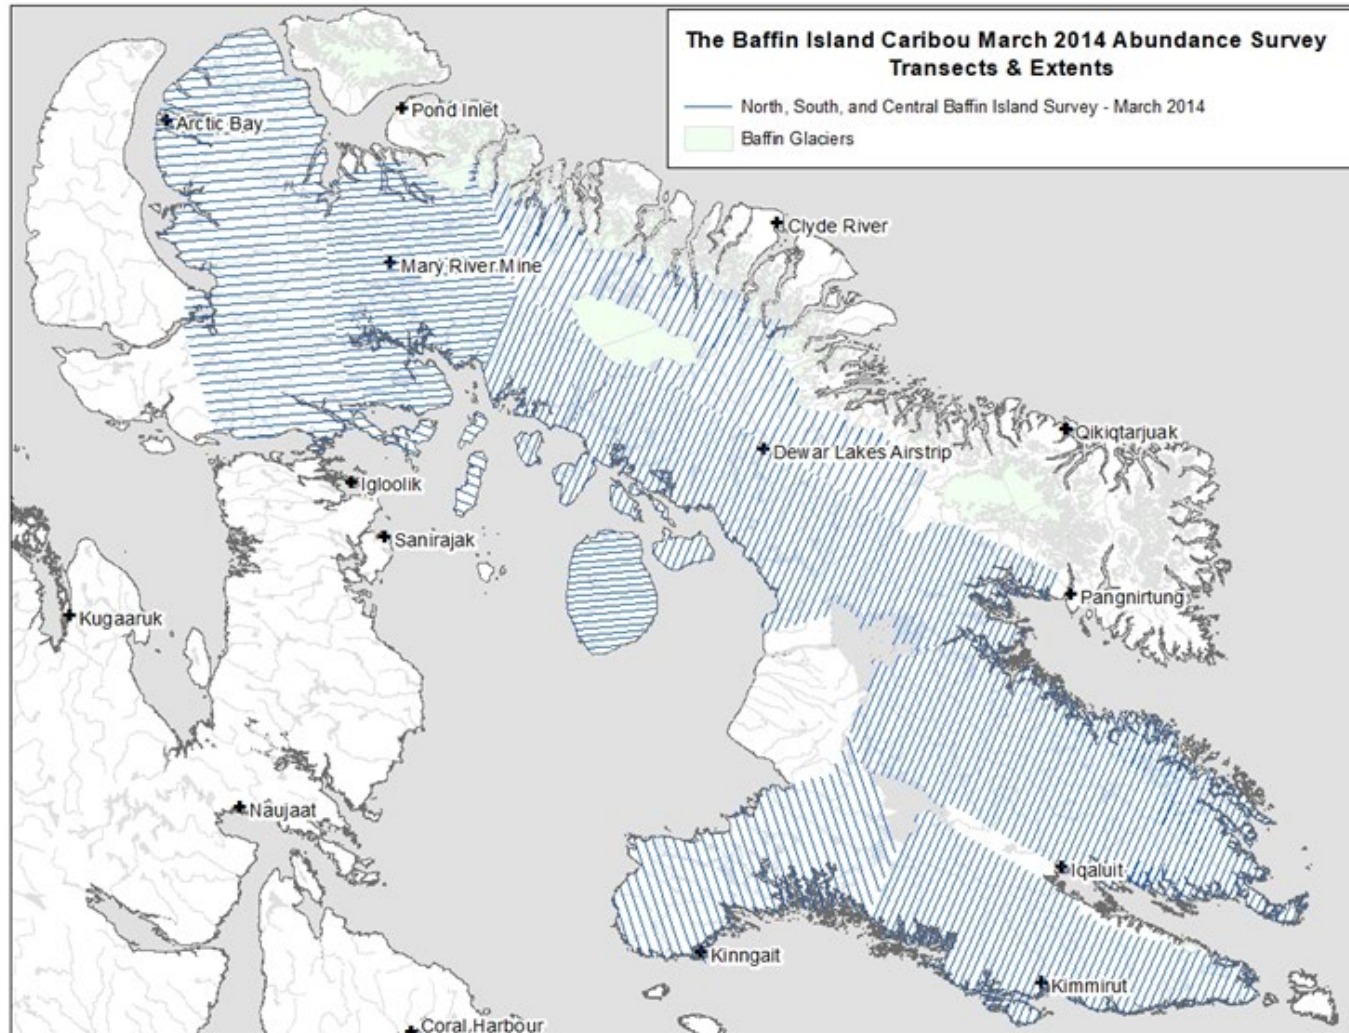 The Baffin Island Caribou March 2014 Abundance Survey
Transects & Extents
North, South, and Central Baffin Island Survey - March 2014
Baffin Glaciers
Pond Inlet
Arctic Bay
Clyde River
Mary River Mine
Qikiqtarjuak
Dewar Lakes Airstrip
Igloolik
Sanirajak
Pangnirtung
Kugaaruk
Naujaat
Iqaluit
Kinngait
Kimmirut
Coral Harbour